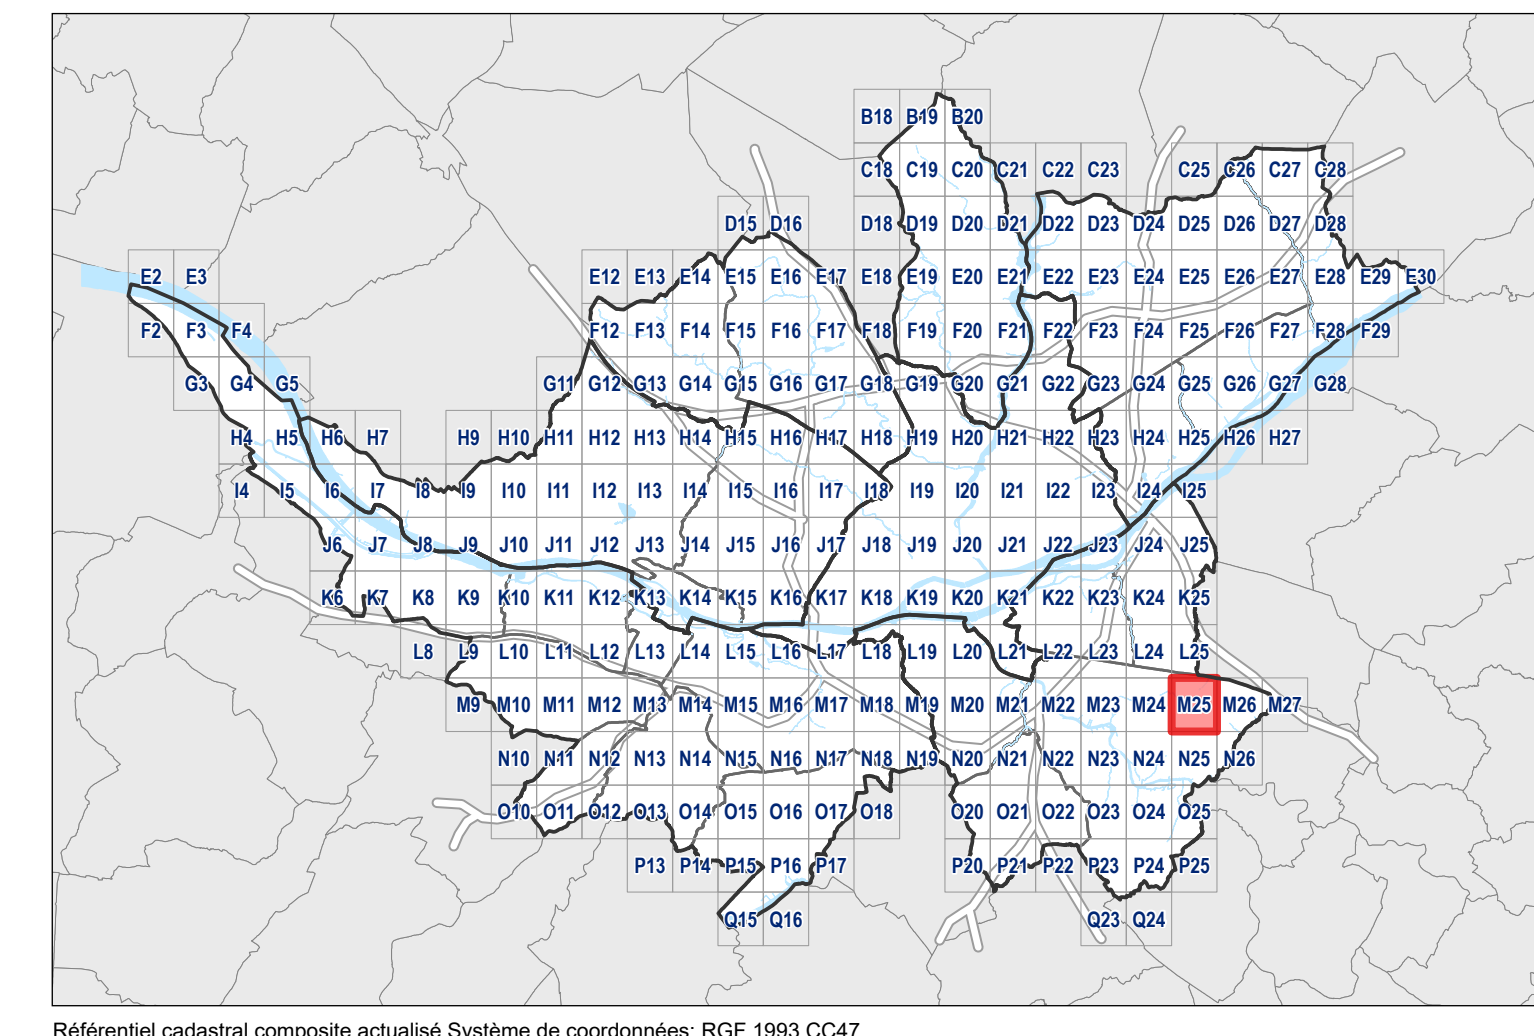 B18 B19 B20
C18 C19 C20 C21 C22 C23 C25 C26 C27 C28
D15 D16 D18 D19 D20 D21 D22 D23 D24 D25 D26 D27 D28
E2 E3 E12 E13 E14 E15 E16 E17 E18 E19 E20 E21 E22 E23 E24 E25 E26 E27 E28 E29 E30
F2 F3 F4 F12 F13 F14 F15 F16 F17 F18 F19 F20 F21 F22 F23 F24 F25 F26 F27 F28 F29
G3 G4 G5 G11 G12 G13 G14 G15 G16 G17 G18 G19 G20 G21 G22 G23 G24 G25 G26 G27 G28
H4 H5 H6 H7 H9 H10 H11 H12 H13 H14 H15 H16 H17 H18 H19 H20 H21 H22 H23 H24 H25 H26 H27
I4 I5 I6 I7 I8 I9 I10 I11 I12 I13 I14 I15 I16 I17 I18 I19 I20 I21 I22 I23 I24 I25
J6 J7 J8 J9 J10 J11 J12 J13 J14 J15 J16 J17 J18 J19 J20 J21 J22 J23 J24 J25
K6 K7 K8 K9 K10 K11 K12 K13 K14 K15 K16 K17 K18 K19 K20 K21 K22 K23 K24 K25
L8 L9 L10 L11 L12 L13 L14 L15 L16 L17 L18 L19 L20 L21 L22 L23 L24 L25
M9 M10 M11 M12 M13 M14 M15 M16 M17 M18 M19 M20 M21 M22 M23 M24 M25 M26 M27
N10 N11 N12 N13 N14 N15 N16 N17 N18 N19 N20 N21 N22 N23 N24 N25 N26
O10 O11 O12 O13 O14 O15 O16 O17 O18 O20 O21 O22 O23 O24 O25
P13 P14 P15 P16 P17 P20 P21 P22 P23 P24 P25
Q15 Q16 Q23 Q24
Référentiel cadastral composite actualisé Système de coordonnées: RGF 1993 CC47